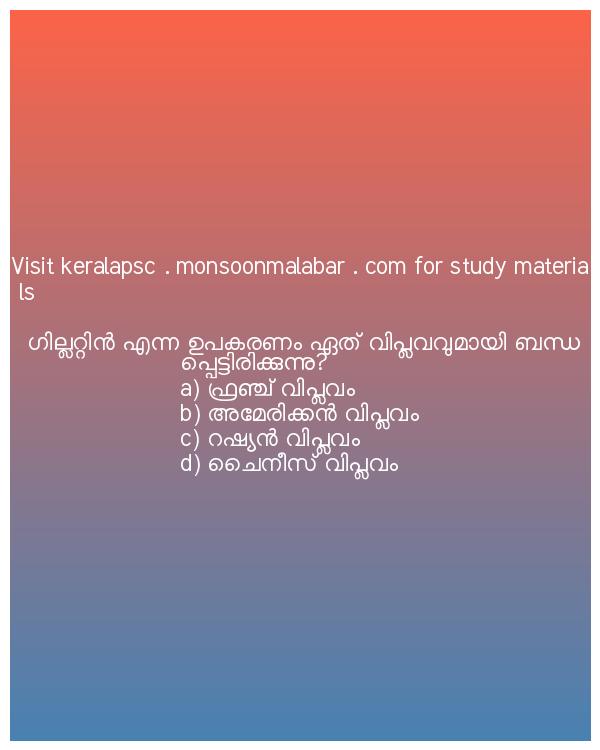 Visit keralapsc . monsoonmalabar . com for study materia
ls
ഗില്ലറ്റിൻ എന്ന ഉപകരണം ഏത് വിപ്ലവവുമായി ബന്ധ
പ്പെട്ടിരിക്കുന്നു?
a) ഫ്രഞ്ച് വിപ്ലവം
b) അമേരിക്കൻ വിപ്ലവം
c) റഷ്യൻ വിപ്ലവം
d) ചൈനീസ് വിപ്ലവം